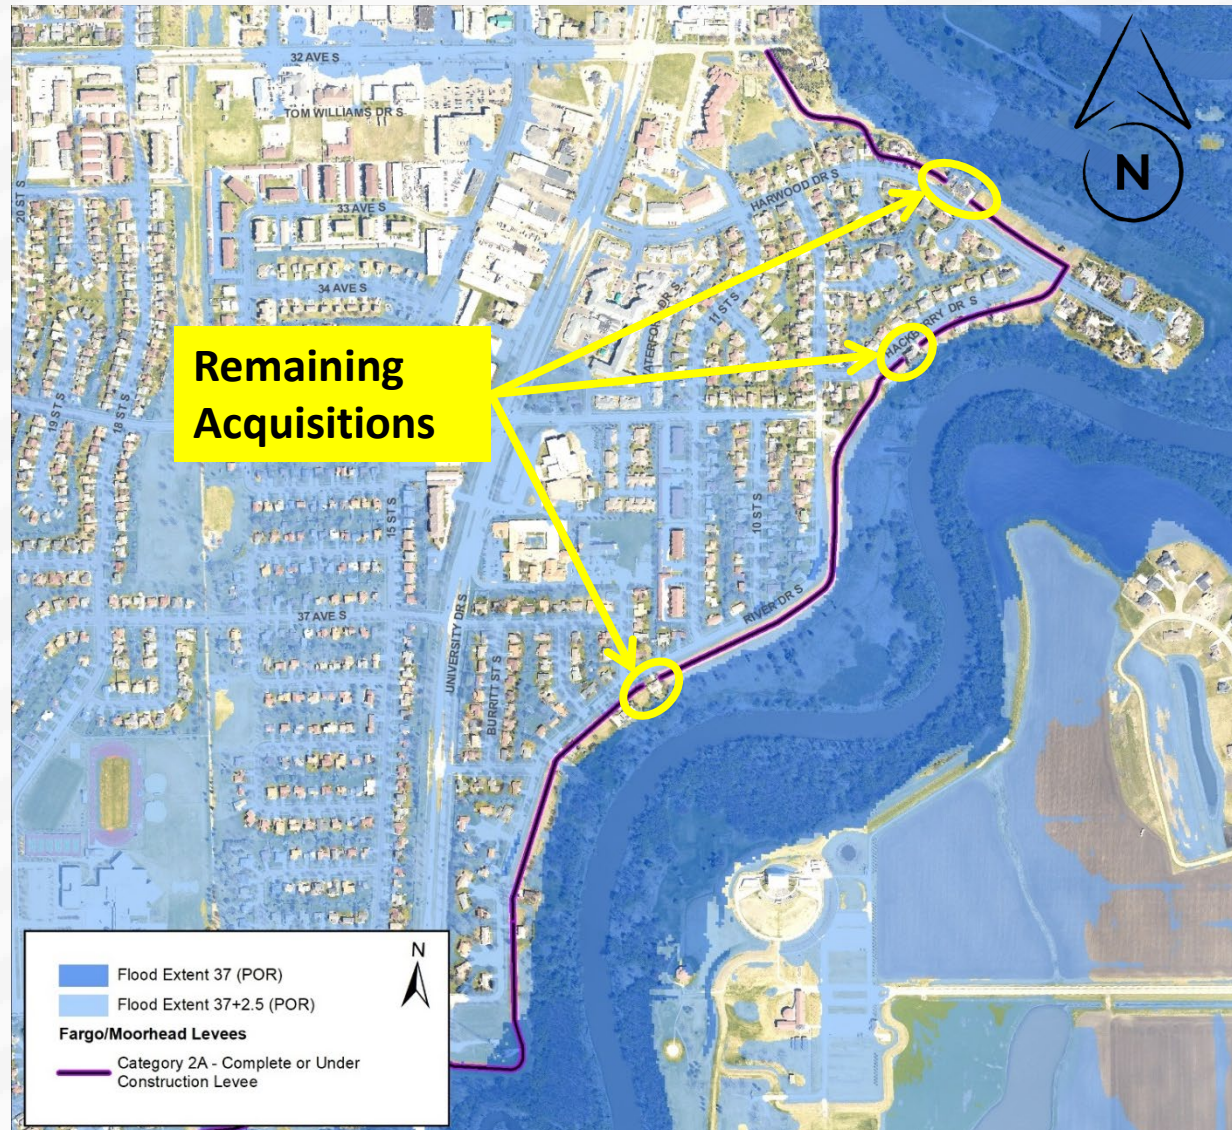 32 AVE S
TOM WILLIAMS DR S
20 ST S
33 AVE S
HARWOOD DR S
N
34 AVE S
11 ST S
HACKBERRY DR S
Remaining
Acquisitions
19 ST S
18 ST S
15 ST S
10 ST S
RIVER DR S
37 AVE S
UNIVERSITY DR S
BURRITT ST S
N
Flood Extent 37 (POR)
Flood Extent 37+2.5 (POR)
Fargo/Moorhead Levees
Category 2A - Complete or Under
Construction Levee